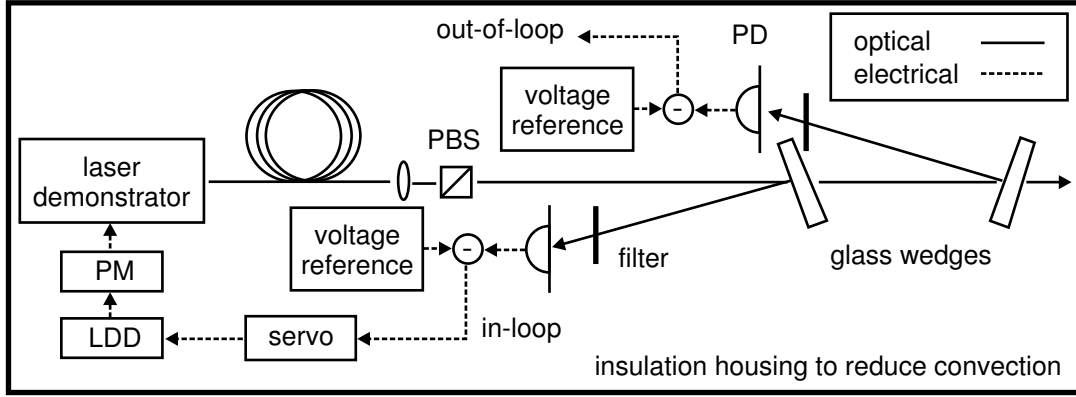 out-of-loop
PD
optical
electrical
voltage
reference
-
PBS
laser
demonstrator
voltage
reference
-
filter
glass wedges
PM
LDD
servo
in-loop
insulation housing to reduce convection